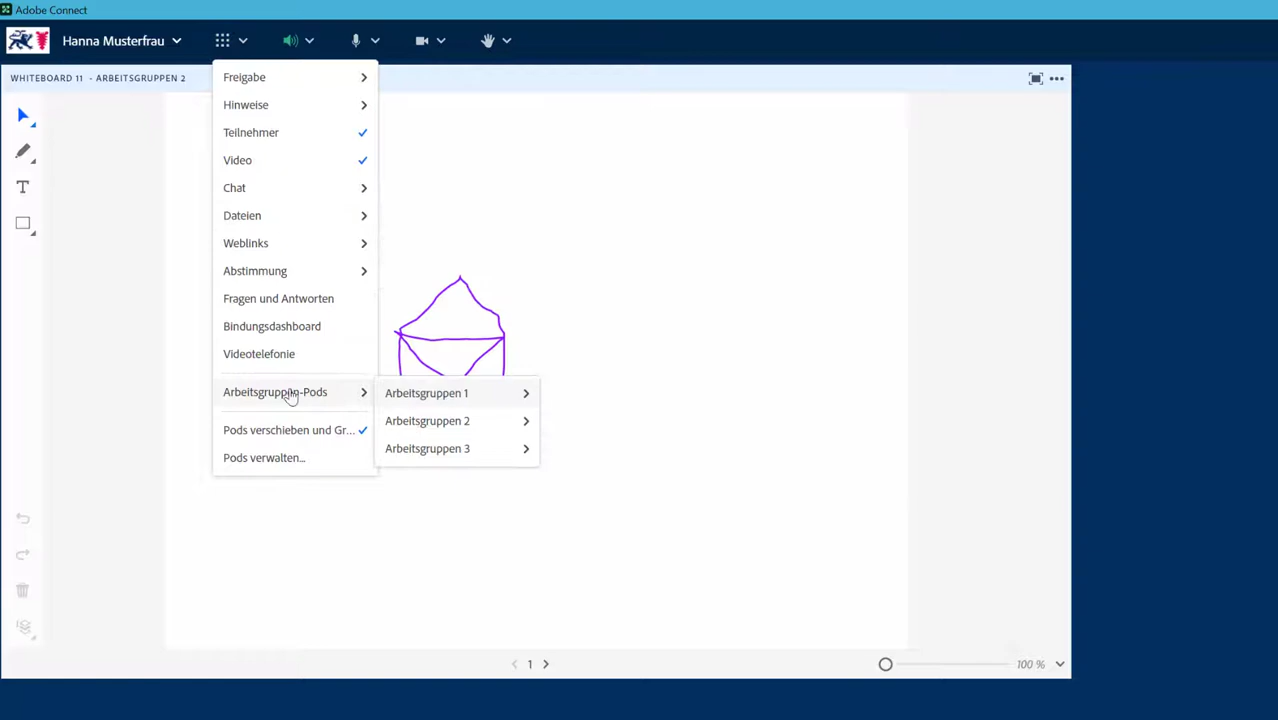 Adobe Connect
Hanna Musterfrau
WHITEBOARD 11 - ARBEITSGRUPPEN 2
Freigabe
Hinweise
Teilnehmer
Video
Chat
Dateien
Weblinks
Abstimmung
Fragen und Antworten
Bindungsdashboard
Videotelefonie
Arbeitsgruppen-Pods
Arbeitsgruppen 1
Arbeitsgruppen 2
Arbeitsgruppen 3
Pods verschieben und Gr...
Pods verwalten...
1
100 %